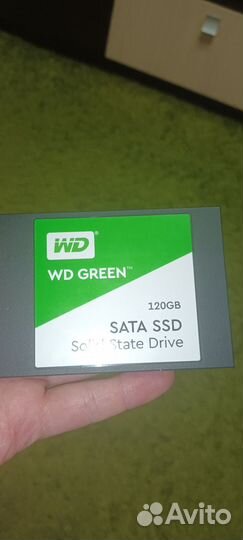 WD®
WD GREEN™
120GB
SATA SSD
Solid State Drive
Avito